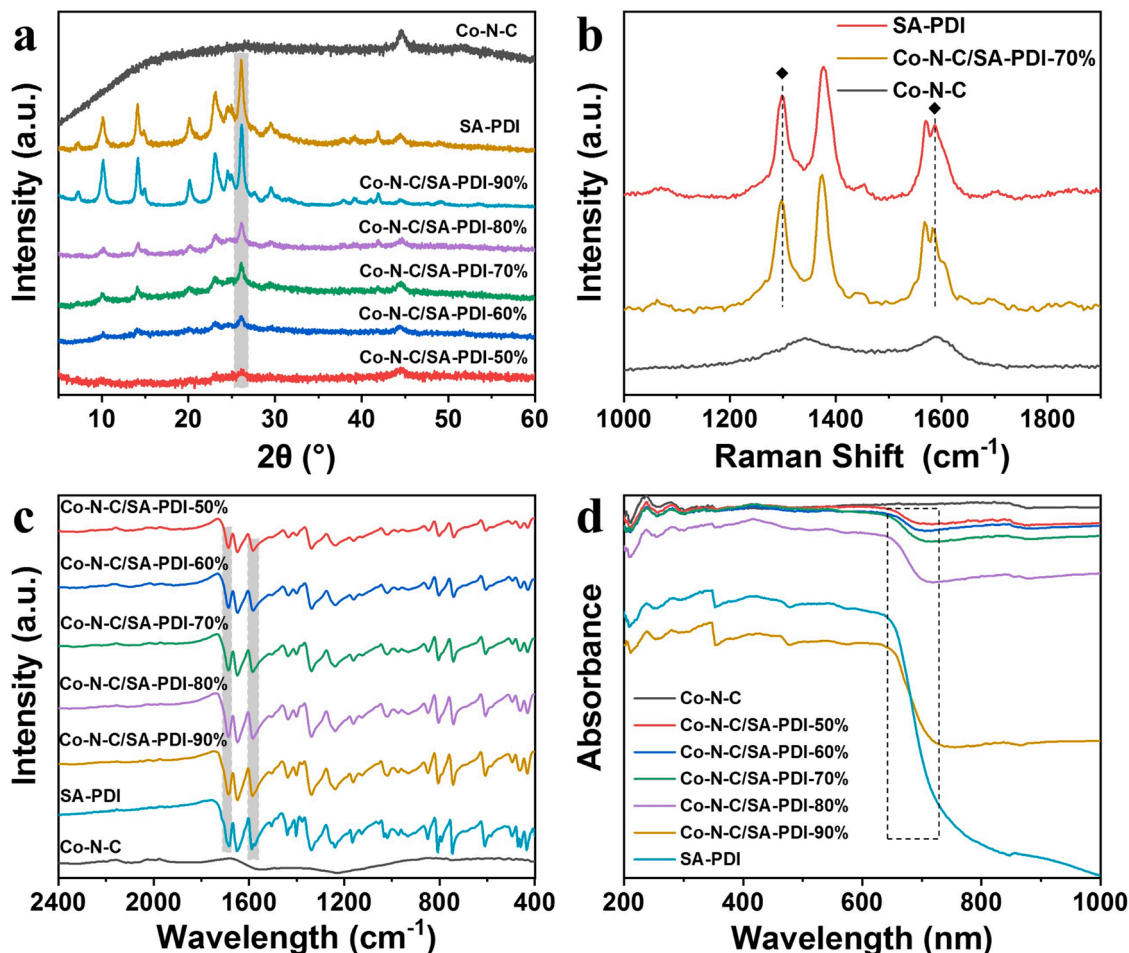 a
Co-N-C
SA-PDI
Co-N-C/SA-PDI-90%
Co-N-C/SA-PDI-80%
Co-N-C/SA-PDI-70%
Co-N-C/SA-PDI-60%
Co-N-C/SA-PDI-50%
Intensity (a.u.)
10 20 30 40 50 60
2θ (°)
b
SA-PDI
Co-N-C/SA-PDI-70%
Co-N-C
Intensity (a.u.)
1000 1200 1400 1600 1800
Raman Shift (cm⁻¹)
c
Co-N-C/SA-PDI-50%
Co-N-C/SA-PDI-60%
Co-N-C/SA-PDI-70%
Co-N-C/SA-PDI-80%
Co-N-C/SA-PDI-90%
SA-PDI
Co-N-C
Intensity (a.u.)
2400 2000 1600 1200 800 400
Wavelength (cm⁻¹)
d
Co-N-C
Co-N-C/SA-PDI-50%
Co-N-C/SA-PDI-60%
Co-N-C/SA-PDI-70%
Co-N-C/SA-PDI-80%
Co-N-C/SA-PDI-90%
SA-PDI
Absorbance
200 400 600 800 1000
Wavelength (nm)